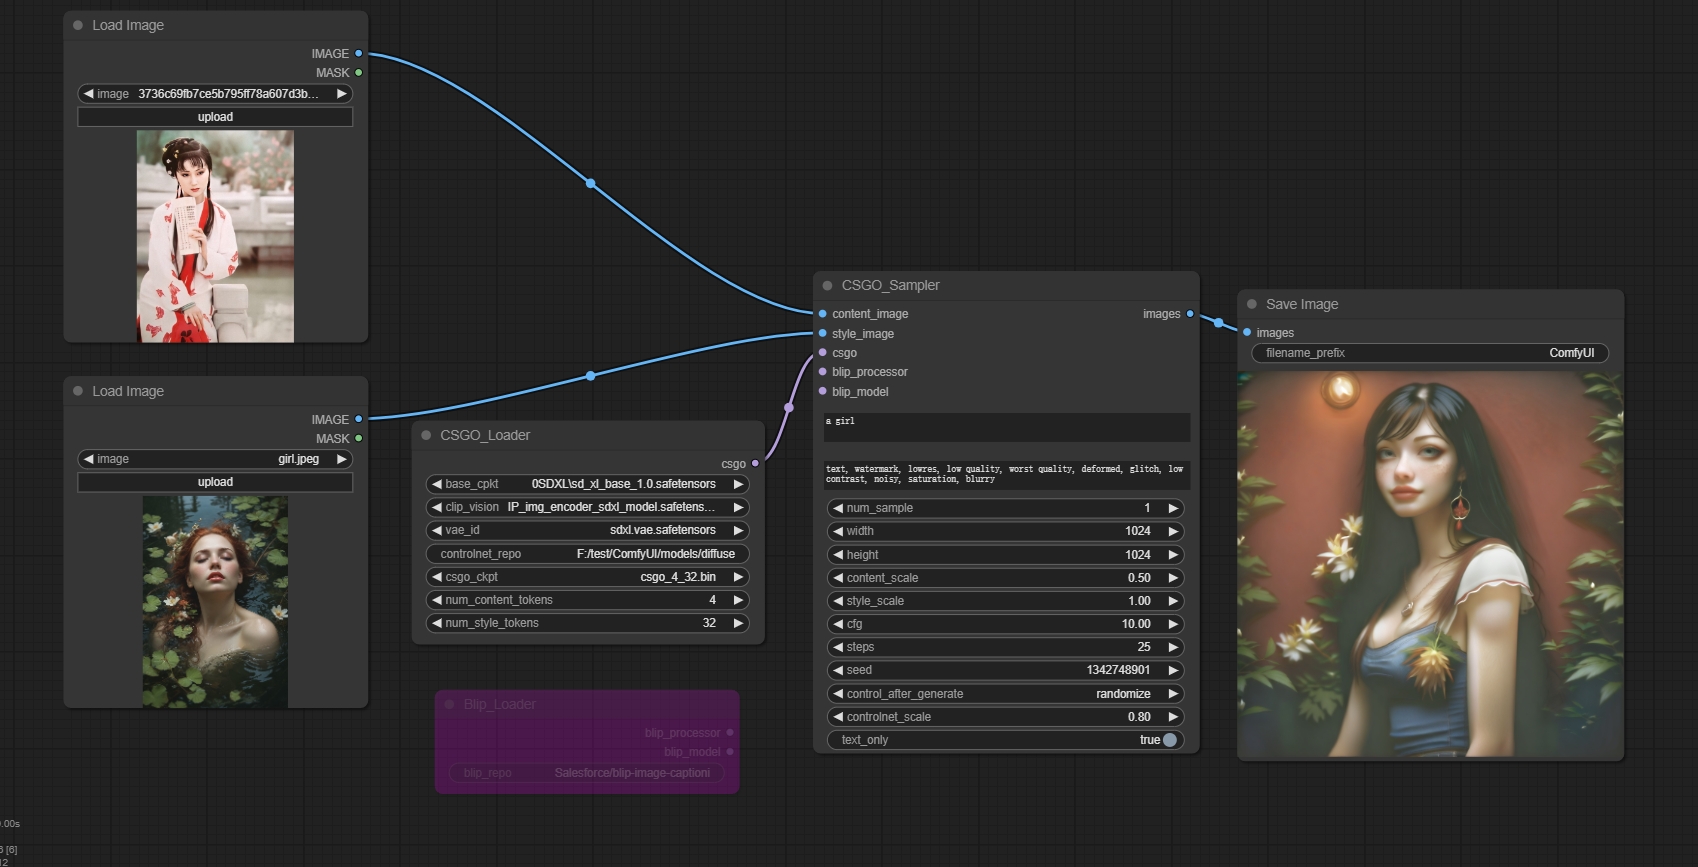 Load Image
IMAGE
MASK
image 3736c69fb7ce5b795ff78a607d3b...
upload
Load Image
IMAGE
MASK
image girl.jpeg
upload
CSGO_Loader
csgo
base_cpkt 0SDXL\sd_xl_base_1.0.safetensors
clip_vision IP_img_encoder_sdxl_model.safetens...
vae_id sdxl.vae.safetensors
controlnet_repo F:/test/ComfyUI/models/diffuse
csgo_ckpt csgo_4_32.bin
num_content_tokens 4
num_style_tokens 32
Blip_Loader
blip_processor
blip_model
blip_repo Salesforce/blip-image-captioni
CSGO_Sampler
content_image images
style_image
csgo
blip_processor
blip_model
a girl
text, watermark, lowres, low quality, worst quality, deformed, glitch, low
contrast, noisy, saturation, blurry
num_sample 1
width 1024
height 1024
content_scale 0.50
style_scale 1.00
cfg 10.00
steps 25
seed 1342748901
control_after_generate randomize
controlnet_scale 0.80
text_only true
Save Image
images
filename_prefix ComfyUI
.00s
[6]
12